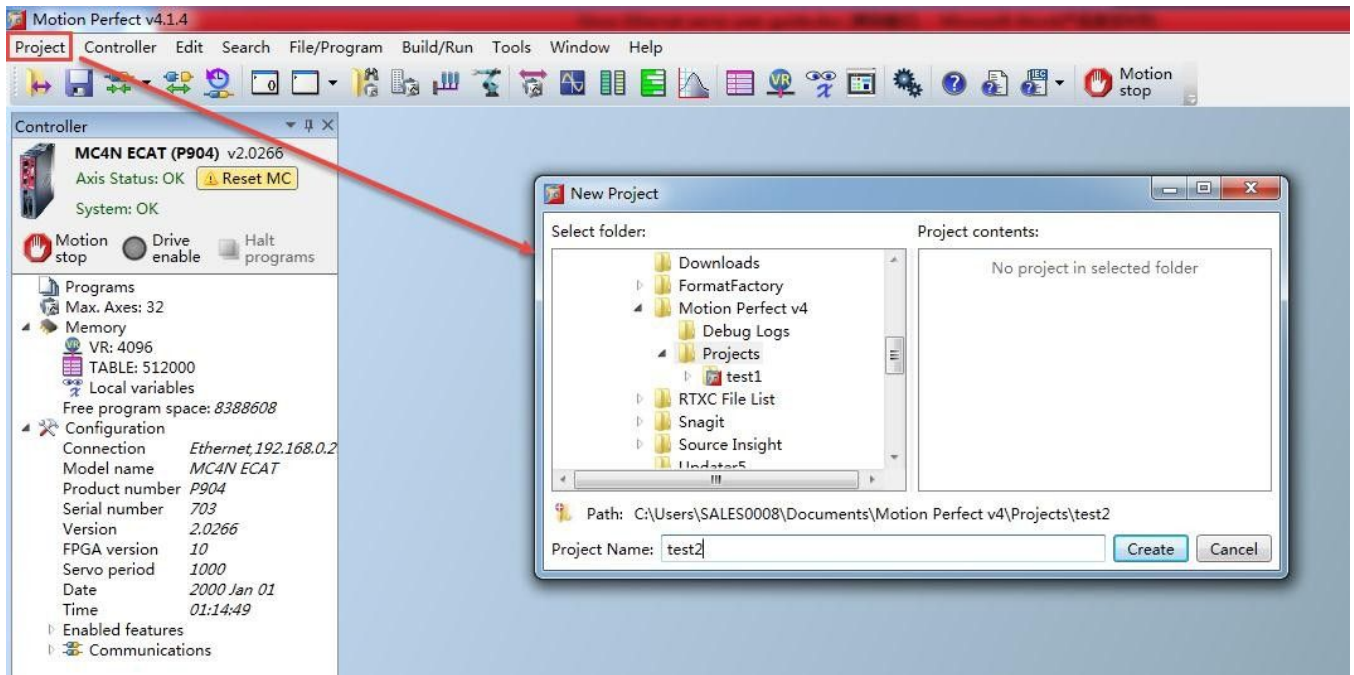 Motion Perfect v4.1.4
Project Controller Edit Search File/Program Build/Run Tools Window Help
Motion stop
Controller
MC4N ECAT (P904) v2.0266
Axis Status: OK Reset MC
System: OK
Motion stop Drive enable Halt programs
Programs
Max. Axes: 32
Memory
VR: 4096
TABLE: 512000
Local variables
Free program space: 8388608
Configuration
Connection Ethernet,192.168.0.2
Model name MC4N ECAT
Product number P904
Serial number 703
Version 2.0266
FPGA version 10
Servo period 1000
Date 2000 Jan 01
Time 01:14:49
Enabled features
Communications
New Project
Select folder:
Downloads
FormatFactory
Motion Perfect v4
Debug Logs
Projects
test1
RTXC File List
Snagit
Source Insight
Updater5
Project contents:
No project in selected folder
Path: C:\Users\SALES0008\Documents\Motion Perfect v4\Projects\test2
Project Name: test2
Create Cancel